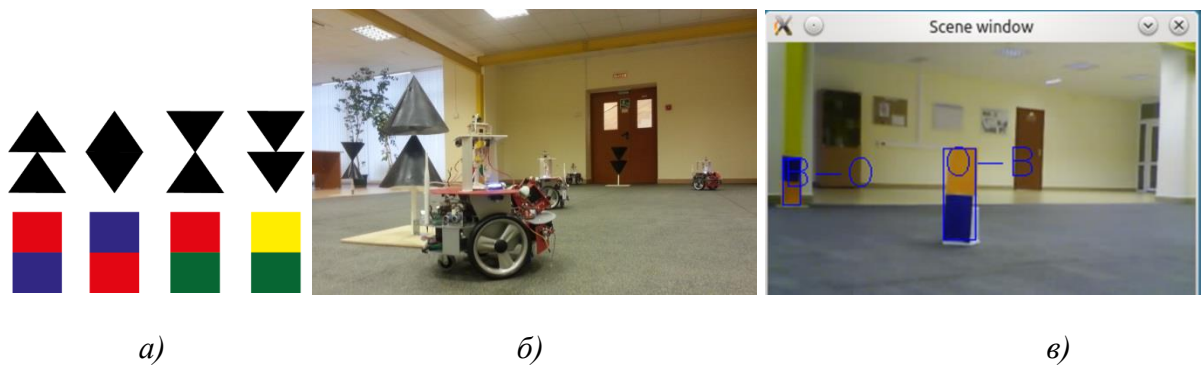 Scene window
B—O
O—B
а)
б)
в)